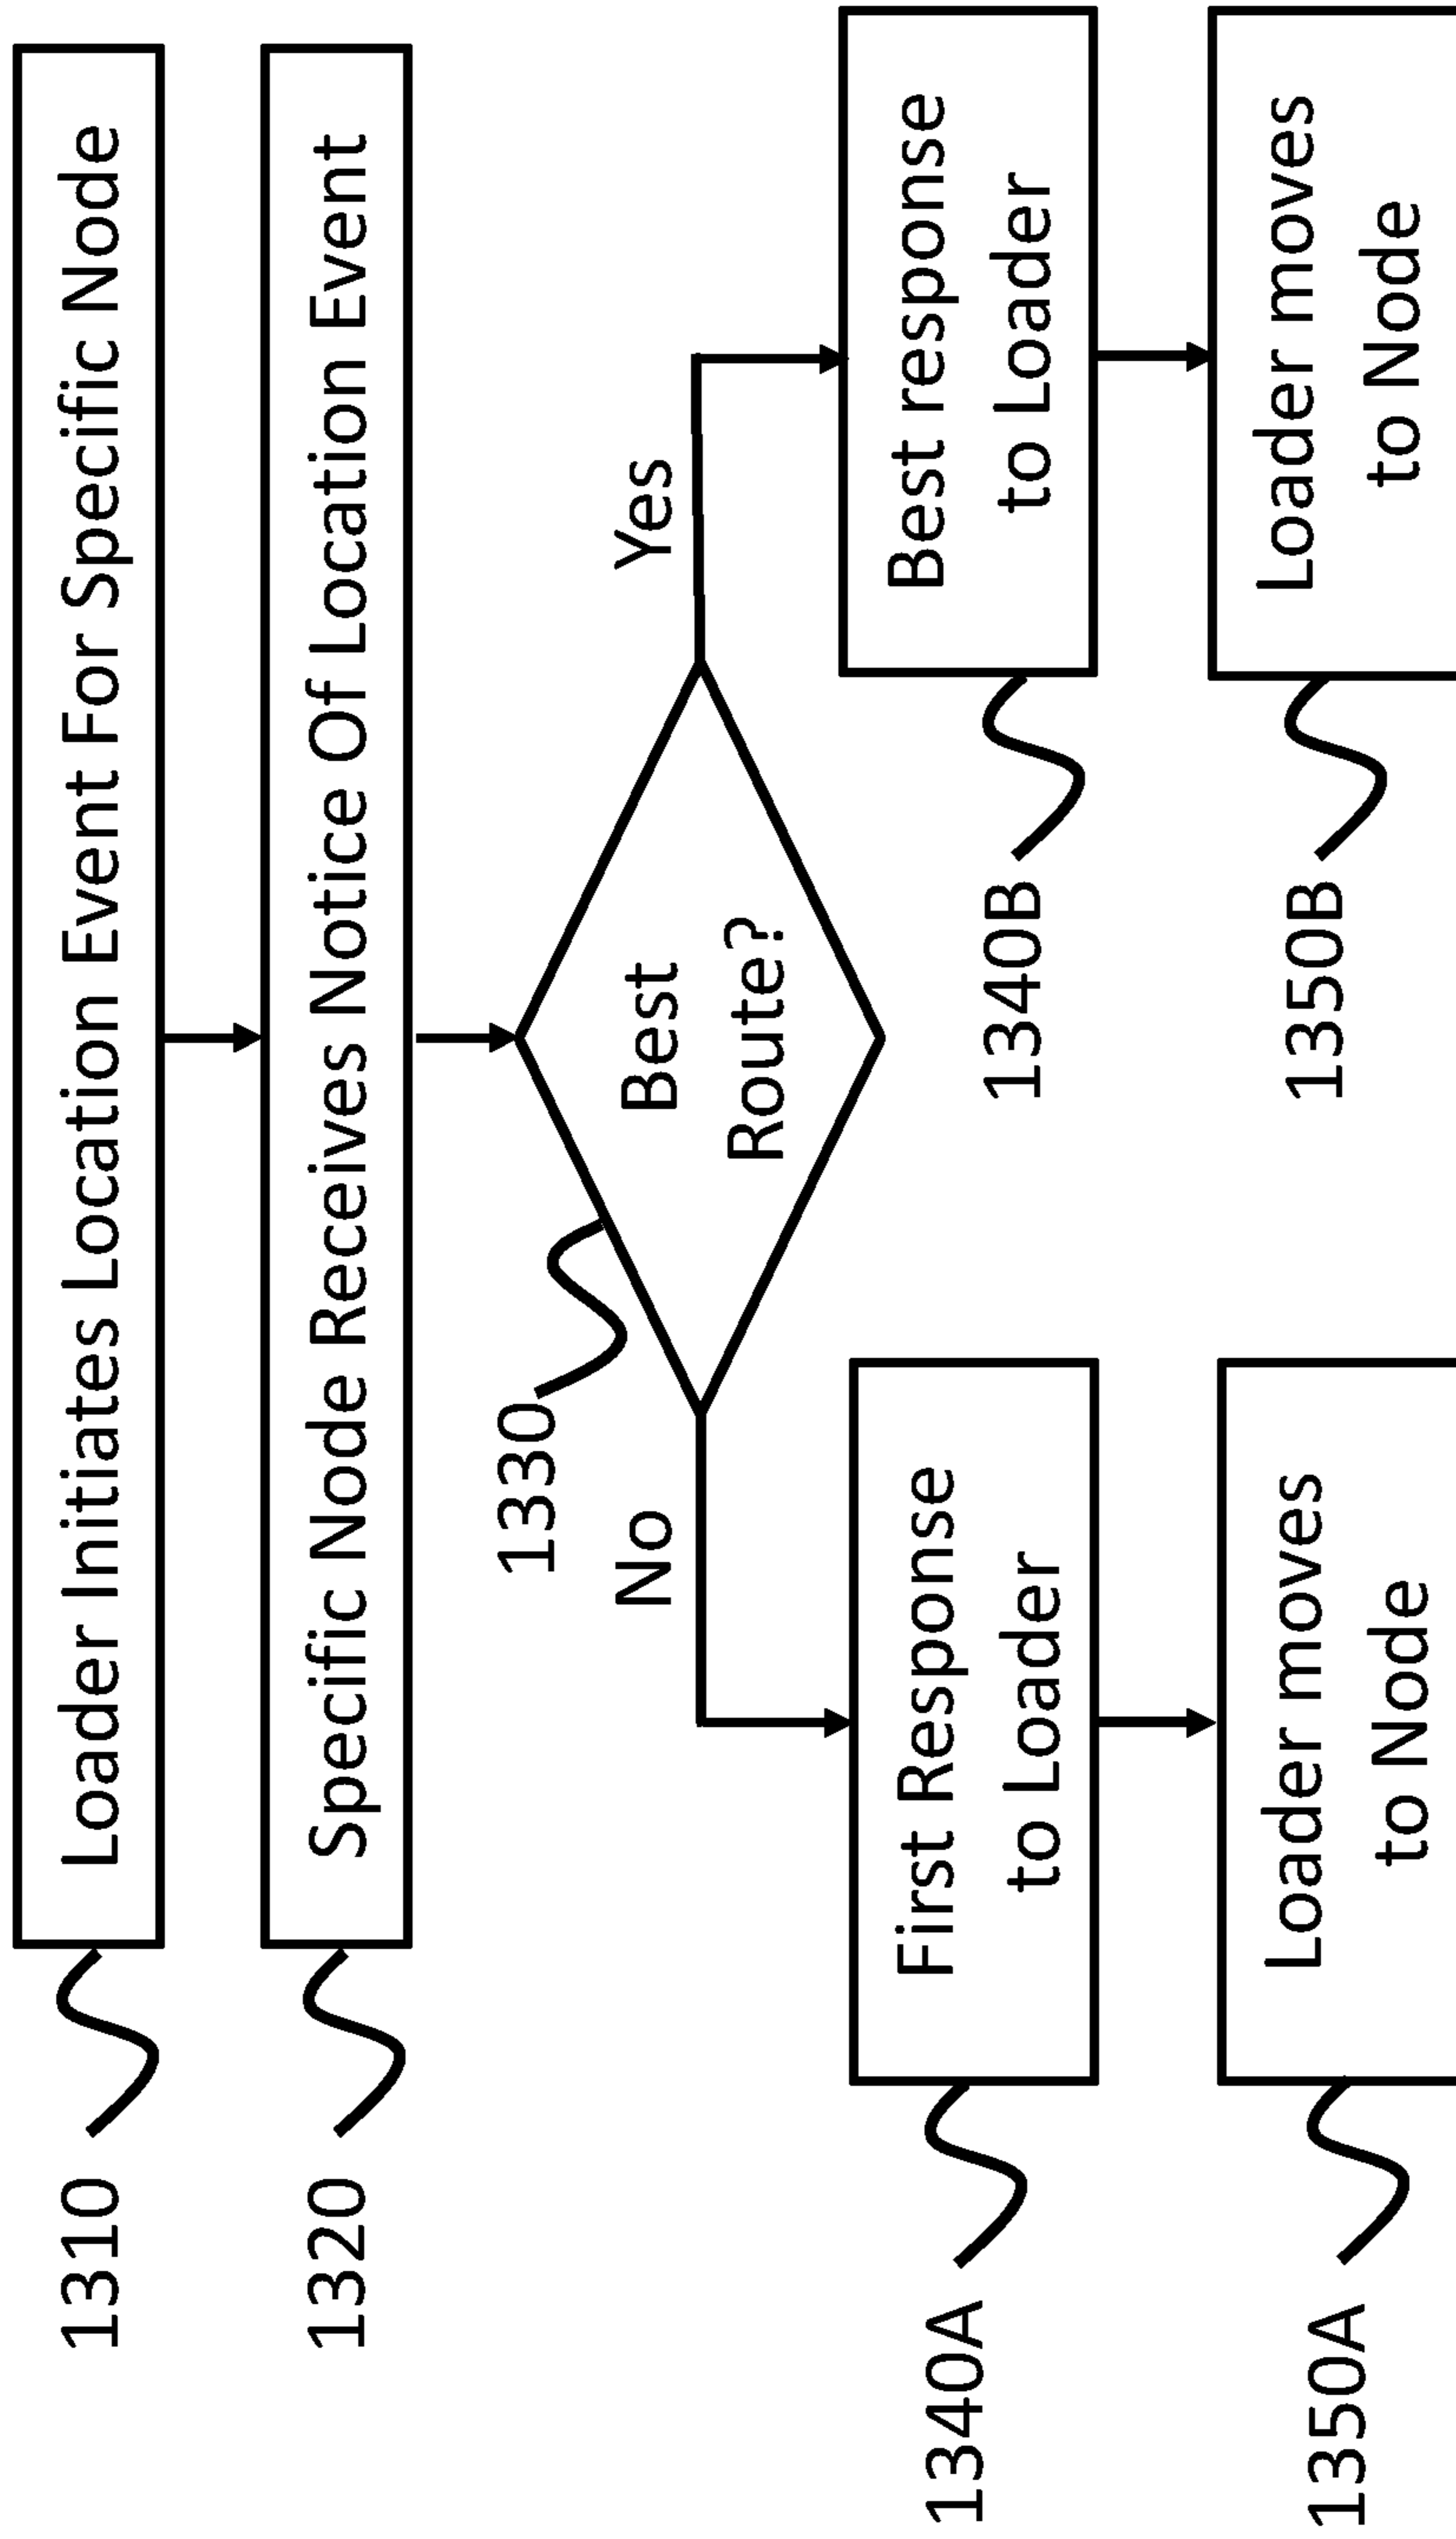 1310
Loader Initiates Location Event For Specific Node
1320
Specific Node Receives Notice Of Location Event
1330
Best
Route?
No
Yes
1340A
First Response
to Loader
1340B
Best response
to Loader
1350A
Loader moves
to Node
1350B
Loader moves
to Node